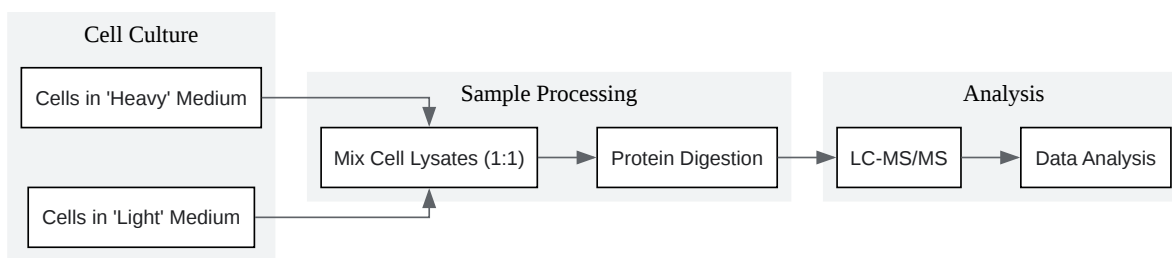 Cell Culture
Cells in 'Heavy' Medium
Cells in 'Light' Medium
Sample Processing
Mix Cell Lysates (1:1)
Protein Digestion
Analysis
LC-MS/MS
Data Analysis